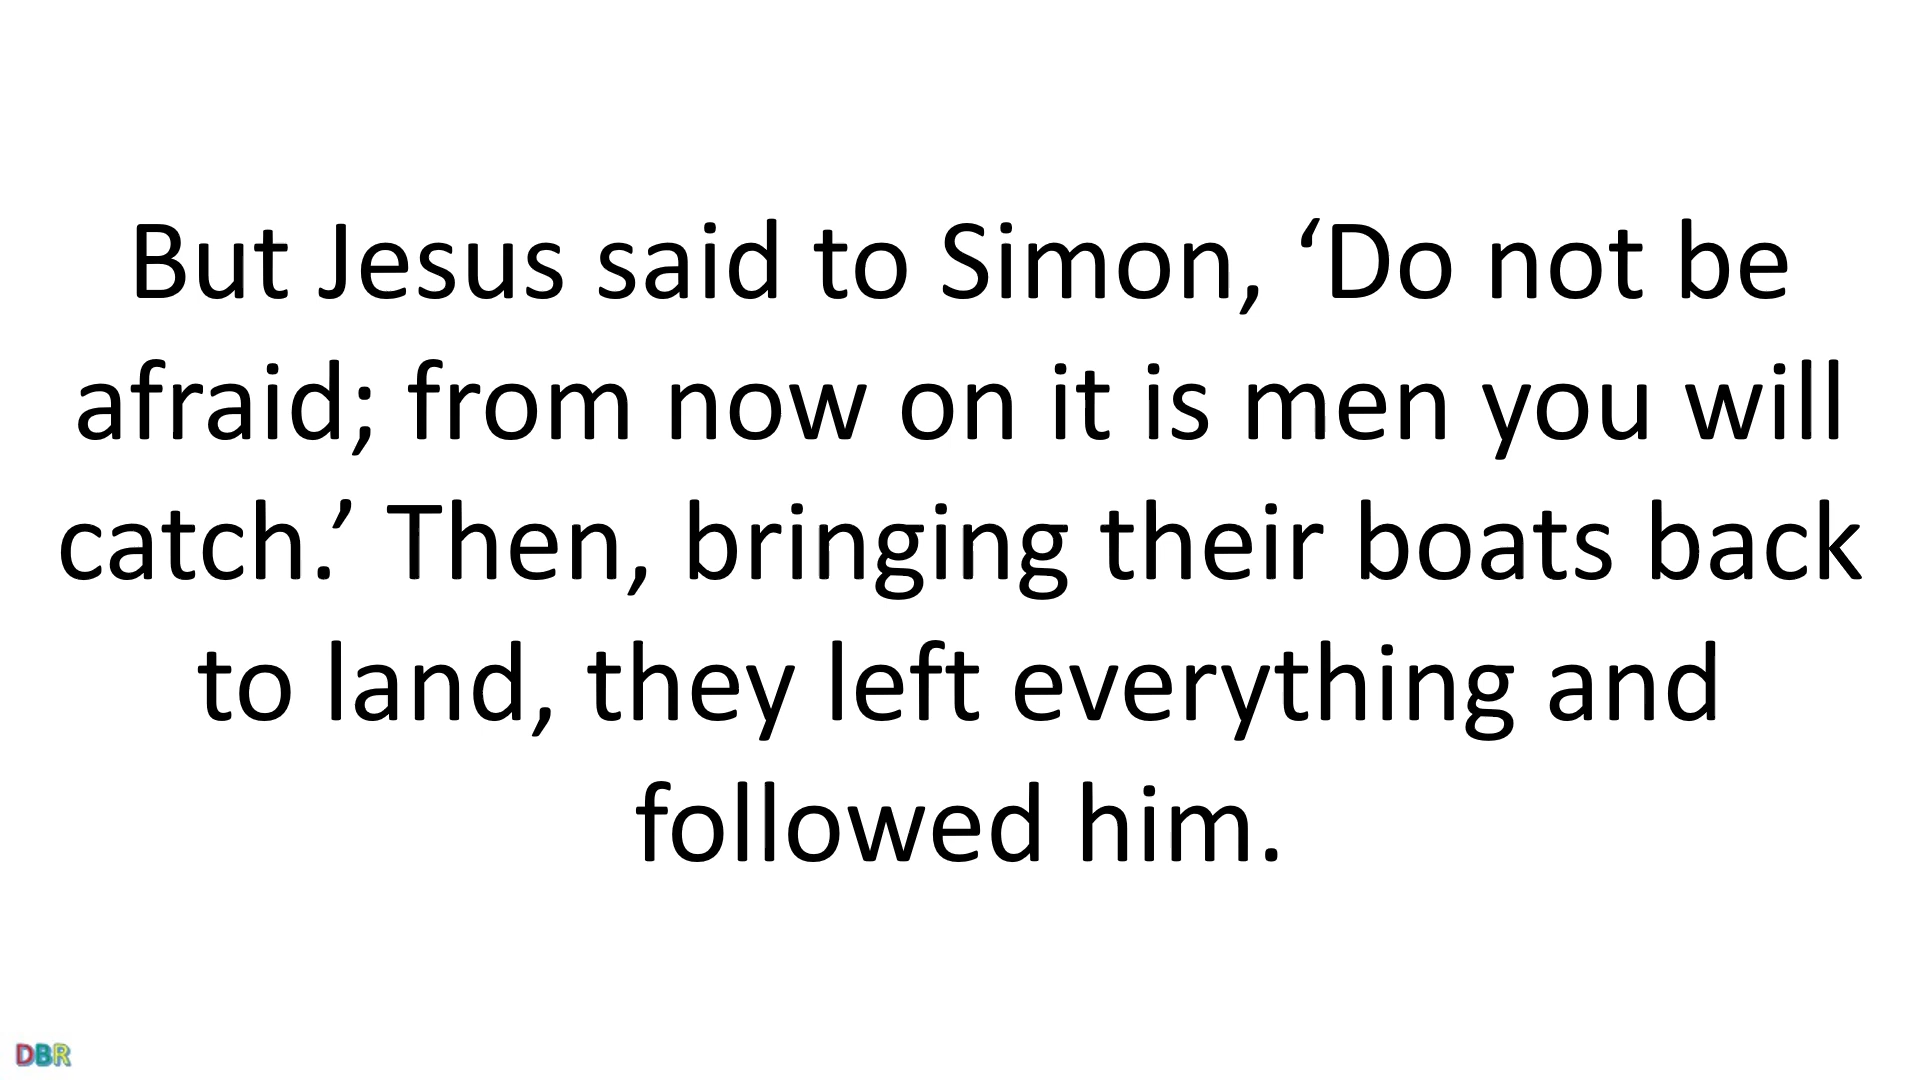 But Jesus said to Simon, ‘Do not be
afraid; from now on it is men you will
catch.’ Then, bringing their boats back
to land, they left everything and
followed him.
DBR